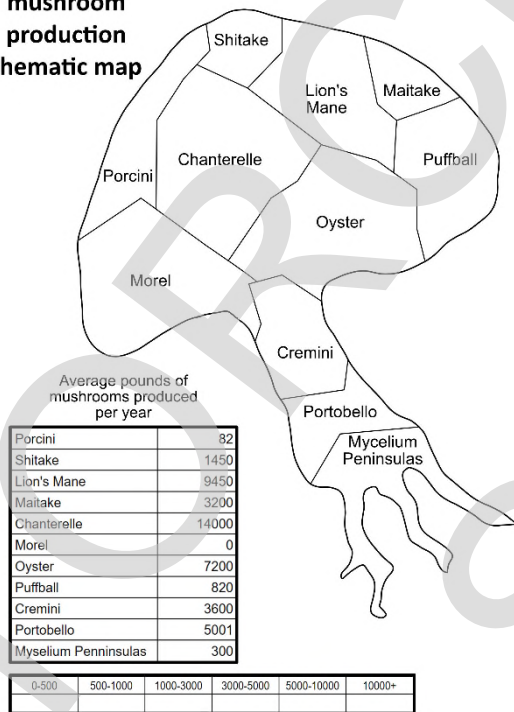 mushroom
production
hematic map
Shitake
Lion's
Mane
Maitake
Porcini
Chanterelle
Puffball
Oyster
Morel
Cremini
Portobello
Mycelium
Peninsulas
Average pounds of
mushrooms produced
per year
Porcini 82
Shitake 1450
Lion's Mane 9450
Maitake 3200
Chanterelle 14000
Morel 0
Oyster 7200
Puffball 820
Cremini 3600
Portobello 5001
Myselium Penninsulas 300
0-500 500-1000 1000-3000 3000-5000 5000-10000 10000+